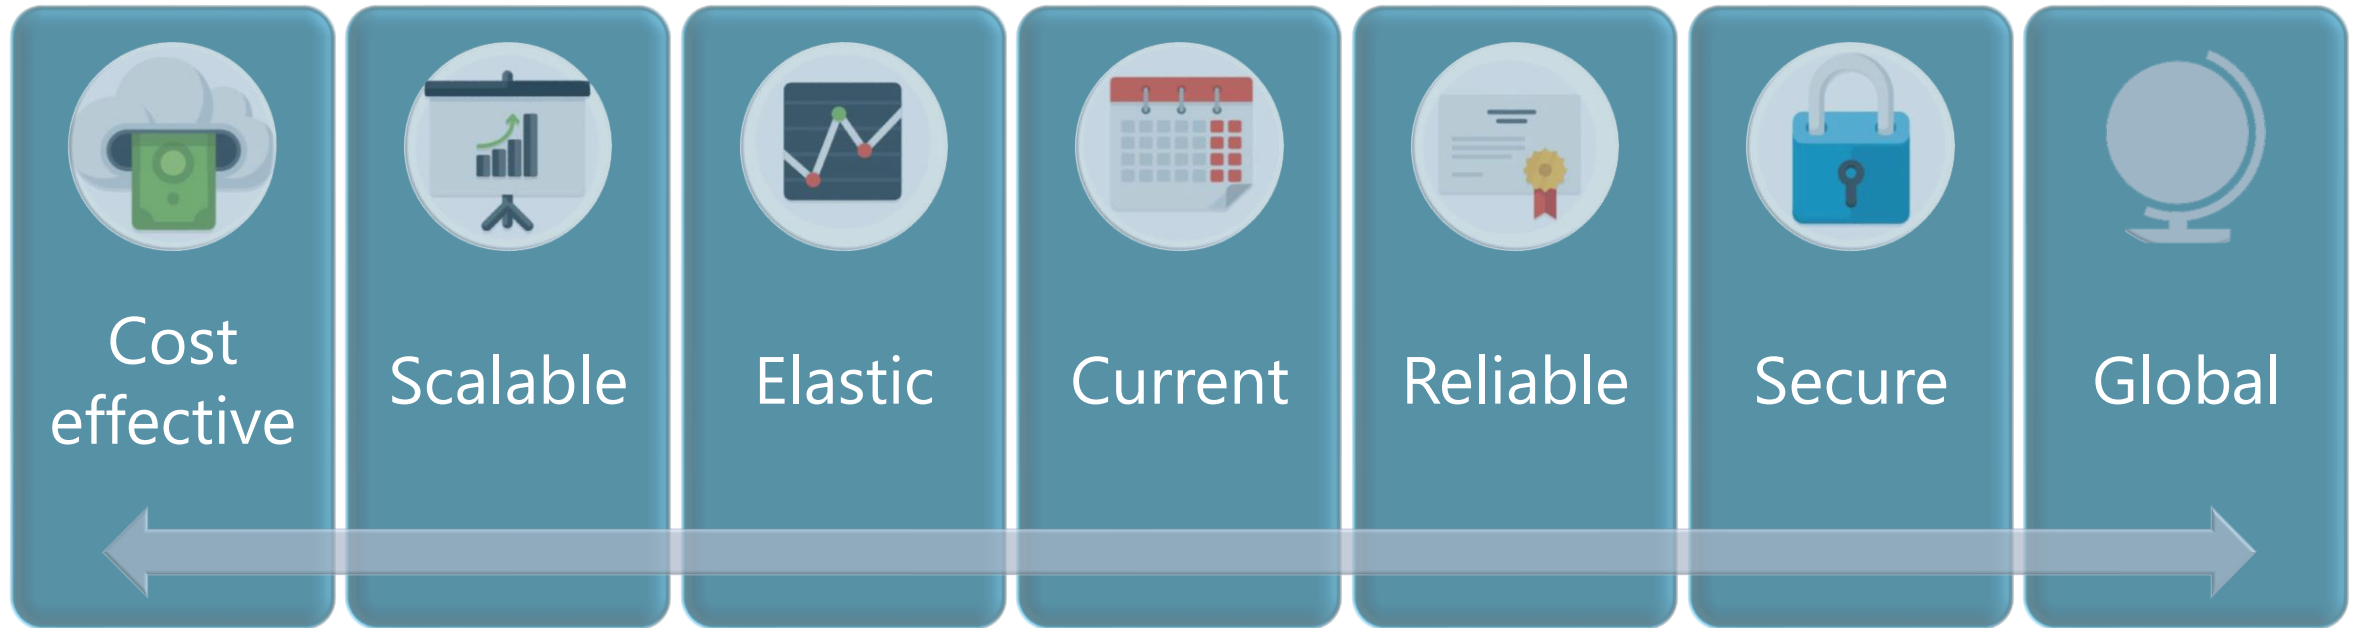 Cost
effective
Scalable
Elastic
Current
Reliable
Secure
Global